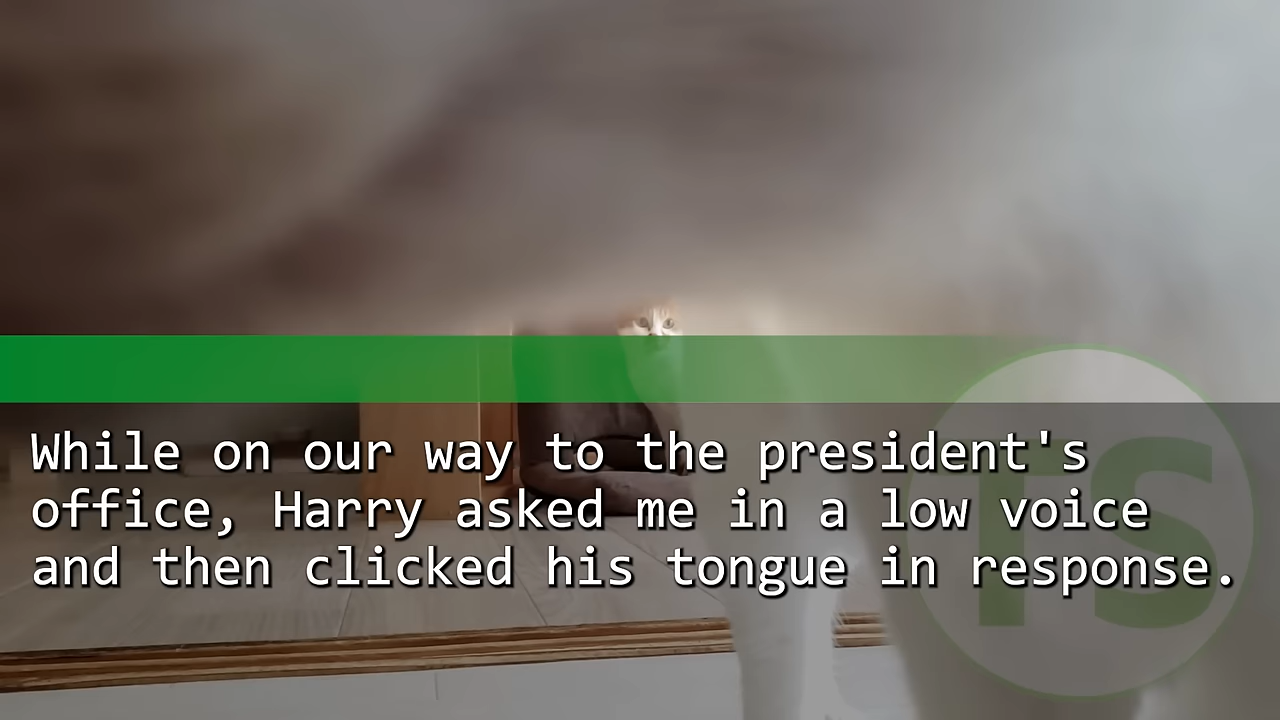 While on our way to the president's
office, Harry asked me in a low voice
and then clicked his tongue in response.
TS